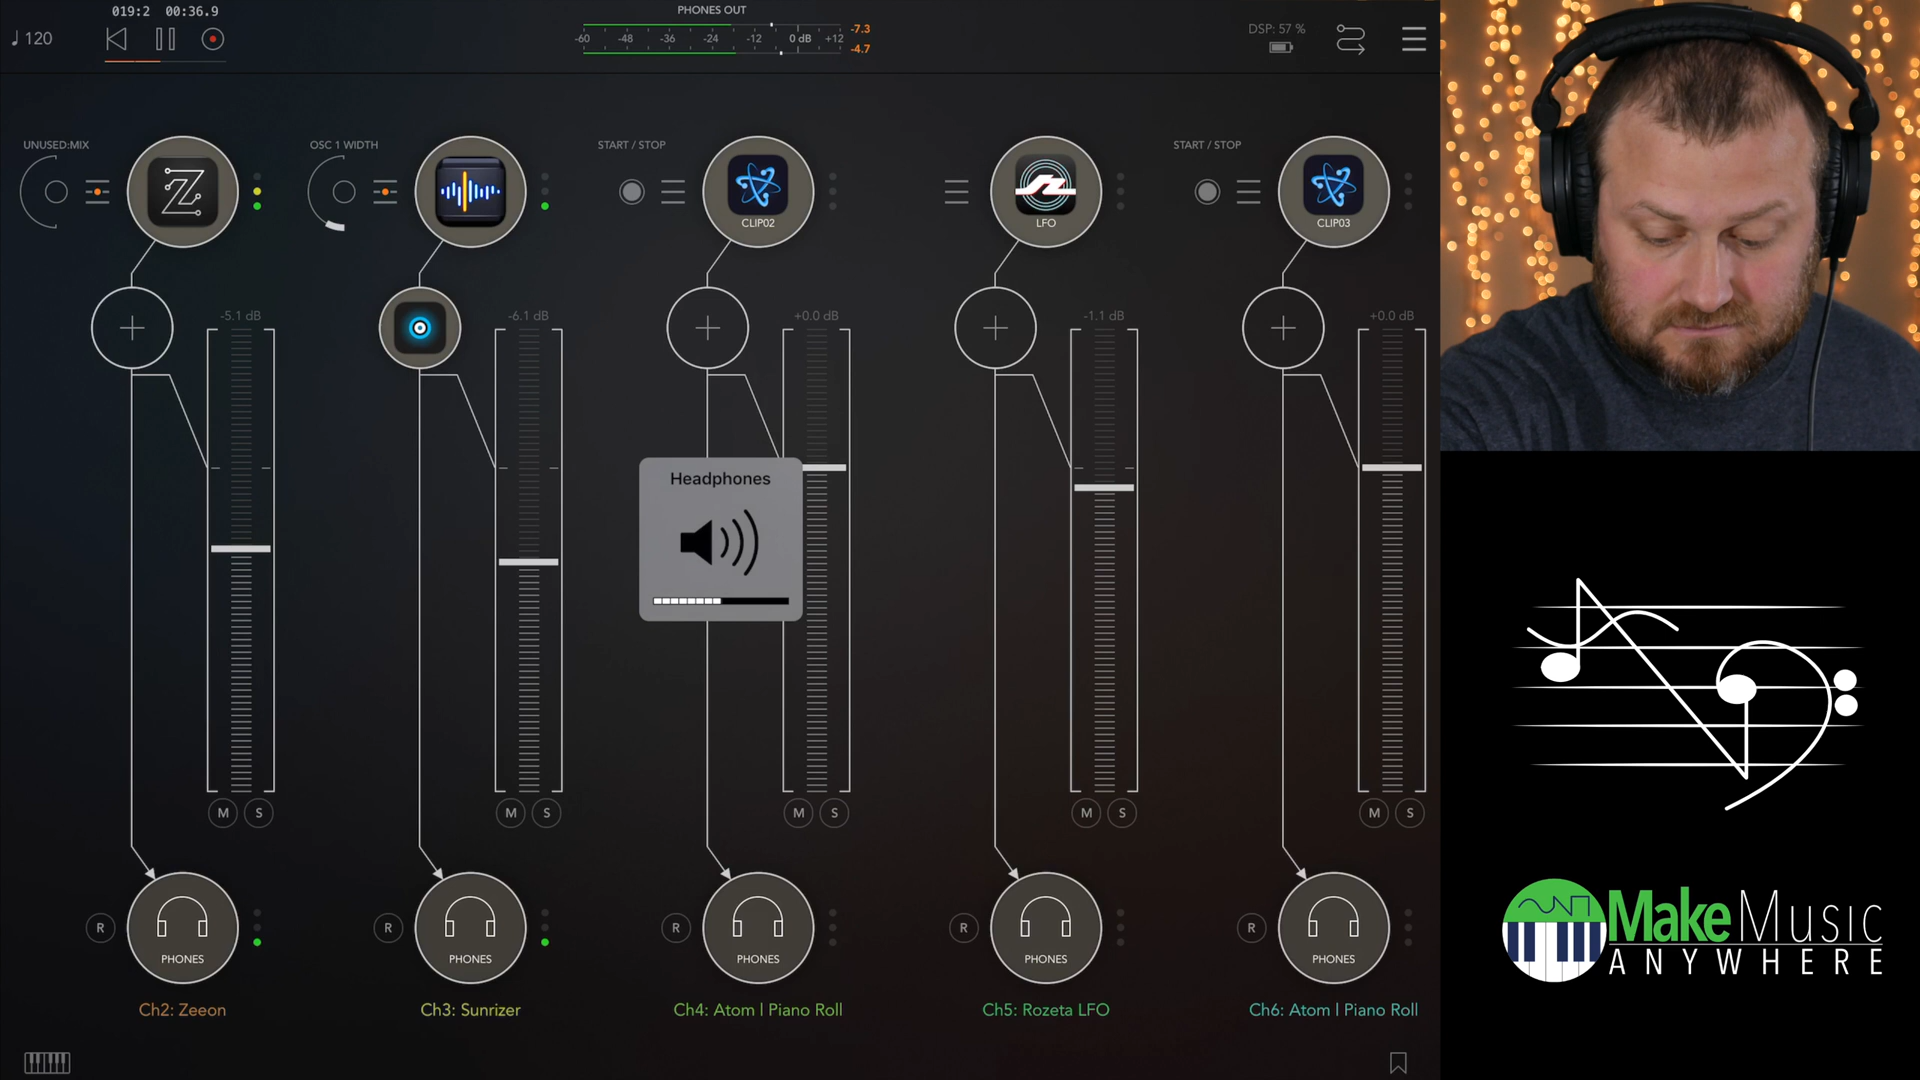 019:2 00:36.9
♩120
PHONES OUT
-60 -48 -36 -24 -12 0 dB +12
-7.3
-4.7
DSP: 57 %
UNUSED:MIX
OSC 1 WIDTH
START / STOP
START / STOP
CLIP02
LFO
CLIP03
-5.1 dB
-6.1 dB
+0.0 dB
-1.1 dB
+0.0 dB
Headphones
M S
M S
M S
M S
M S
R PHONES
R PHONES
R PHONES
R PHONES
R PHONES
Ch2: Zeeon
Ch3: Sunrizer
Ch4: Atom | Piano Roll
Ch5: Rozeta LFO
Ch6: Atom | Piano Roll
Make Music
ANYWHERE